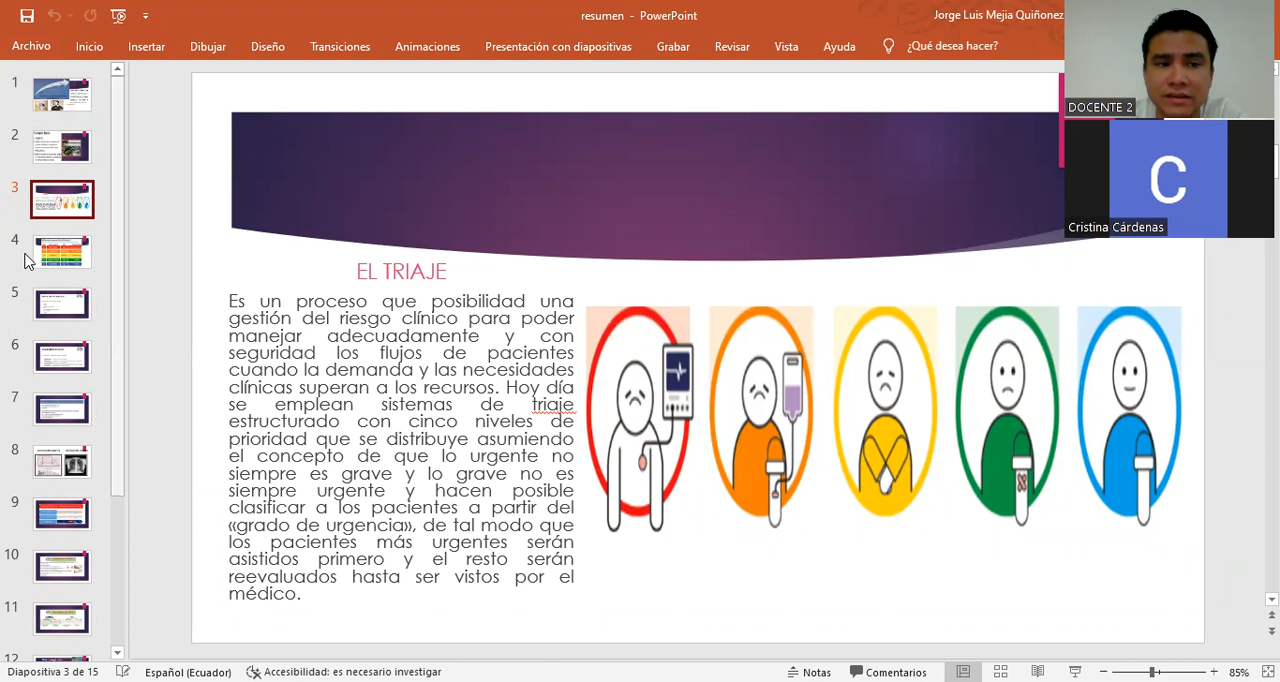 resumen - PowerPoint
Jorge Luis Mejia Quiñonez
Archivo
Inicio
Insertar
Dibujar
Diseño
Transiciones
Animaciones
Presentación con diapositivas
Grabar
Revisar
Vista
Ayuda
¿Qué desea hacer?
DOCENTE 2
C
Cristina Cárdenas
1
2
3
4
5
6
7
8
9
10
11
12
EL TRIAJE
Es un proceso que posibilidad una
gestión del riesgo clínico para poder
manejar adecuadamente y con
seguridad los flujos de pacientes
cuando la demanda y las necesidades
clínicas superan a los recursos. Hoy día
se emplean sistemas de triaje
estructurado con cinco niveles de
prioridad que se distribuye asumiendo
el concepto de que lo urgente no
siempre es grave y lo grave no es
siempre urgente y hacen posible
clasificar a los pacientes a partir del
«grado de urgencia», de tal modo que
los pacientes más urgentes serán
asistidos primero y el resto serán
reevaluados hasta ser vistos por el
médico.
Diapositiva 3 de 15
Español (Ecuador)
Accesibilidad: es necesario investigar
Notas
Comentarios
85%